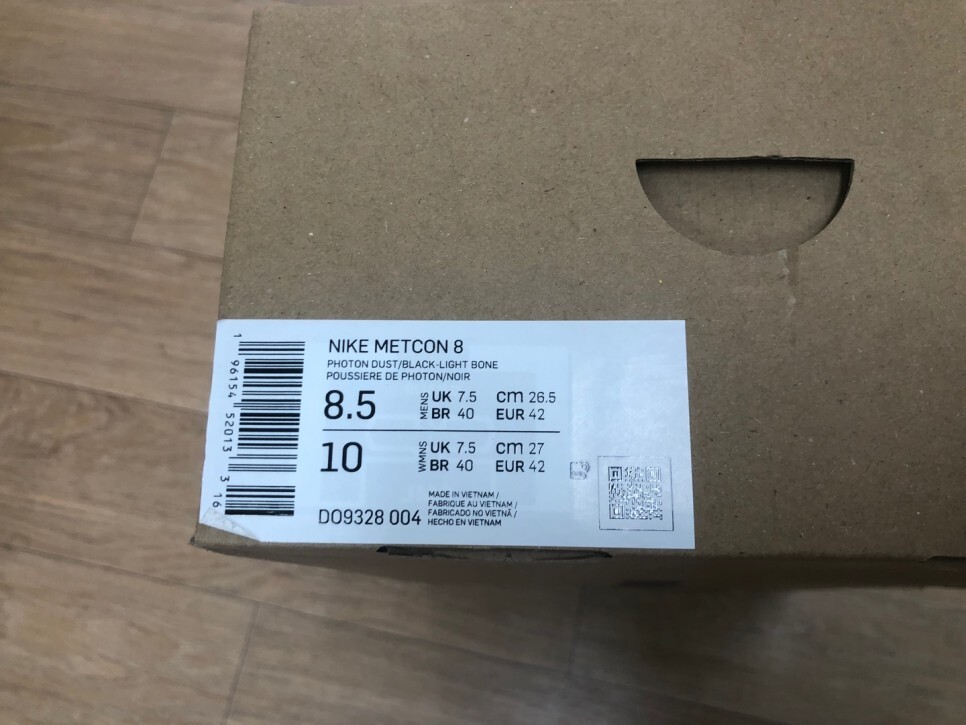 NIKE METCON 8
PHOTON DUST/BLACK-LIGHT BONE
POUSSIERE DE PHOTON/NOIR
8.5 MENS UK 7.5 cm 26.5
BR 40 EUR 42
10 WMNS UK 7.5 cm 27
BR 40 EUR 42
MADE IN VIETNAM /
FABRIQUE AU VIETNAM /
FABRICADO NO VIETNÃ /
HECHO EN VIETNAM
DO9328 004
1 96154 52013 3 16